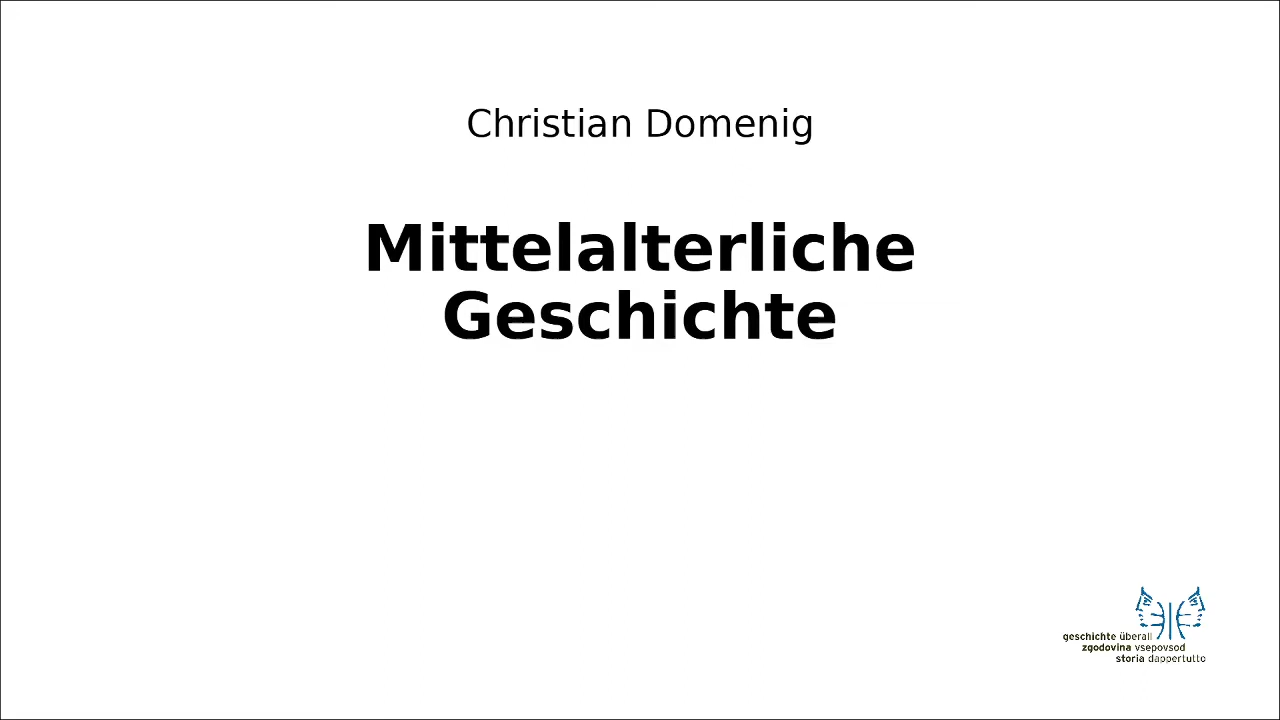 Christian Domenig
Mittelalterliche
Geschichte
geschichte überall
zgodovina vsepovsod
storia dappertutto